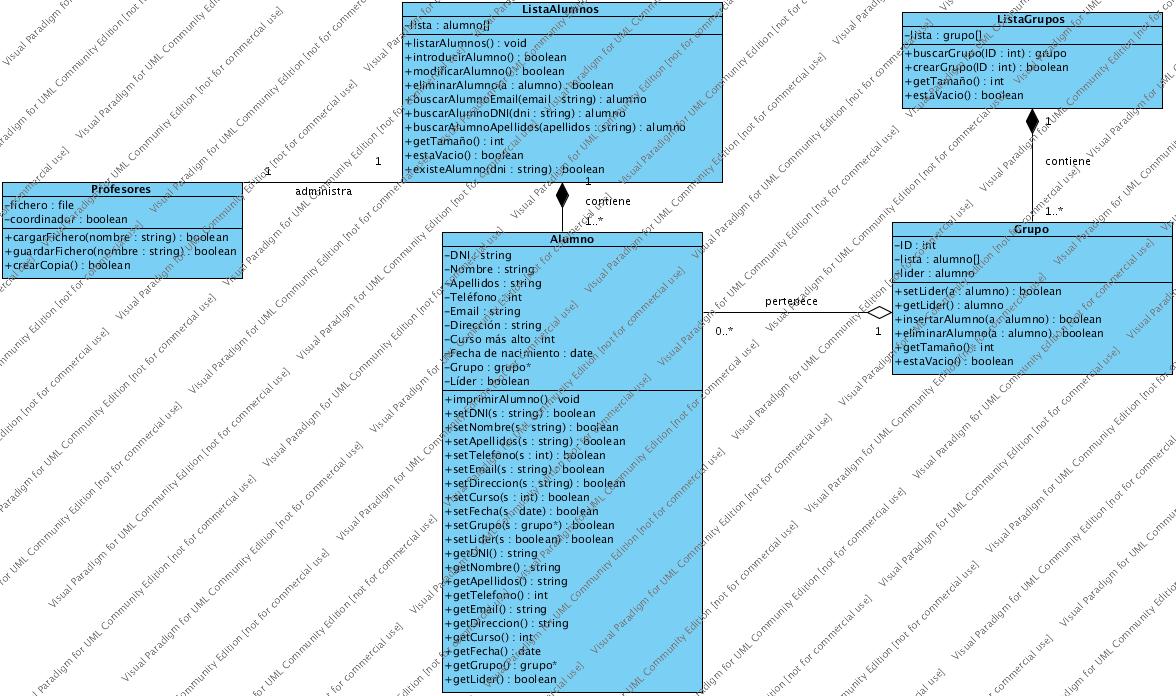 ListaAlumnos
-lista : alumno[]
+listarAlumnos() : void
+introducirAlumno() : boolean
+modificarAlumno() : boolean
+eliminarAlumno(a : alumno) : boolean
+buscarAlumnoEmail(email : string) : alumno
+buscarAlumnoDNI(dni : string) : alumno
+buscarAlumnoApellidos(apellidos : string) : alumno
+getTamaño() : int
+estaVacio() : boolean
+existeAlumno(dni : string) : boolean
ListaGrupos
-lista : grupo[]
+buscarGrupo(ID : int) : grupo
+crearGrupo(ID : int) : boolean
+getTamaño() : int
+estáVacio() : boolean
1
administra
1
Profesores
-fichero : file
-coordinador : boolean
+cargarFichero(nombre : string) : boolean
+guardarFichero(nombre : string) : boolean
+crearCopia() : boolean
1
contiene
1..*
1
contiene
1..*
Alumno
-DNI : string
-Nombre : string
-Apellidos : string
-Teléfono : int
-Email : string
-Dirección : string
-Curso más alto : int
-Fecha de nacimiento : date
-Grupo : grupo*
-Líder : boolean
+imprimirAlumno() : void
+setDNI(s : string) : boolean
+setNombre(s : string) : boolean
+setApellidos(s : string) : boolean
+setTelefono(s : int) : boolean
+setEmail(s : string) : boolean
+setDireccion(s : string) : boolean
+setCurso(s : int) : boolean
+setFecha(s : date) : boolean
+setGrupo(s : grupo*) : boolean
+setLider(s : boolean) : boolean
+getDNI() : string
+getNombre() : string
+getApellidos() : string
+getTelefono() : int
+getEmail() : string
+getDireccion() : string
+getCurso() : int
+getFecha() : date
+getGrupo() : grupo*
+getLider() : boolean
pertenece
0..*
1
Grupo
-ID : int
-lista : alumno[]
-lider : alumno
+setLider(a : alumno) : boolean
+getLider() : alumno
+insertarAlumno(a : alumno) : boolean
+eliminarAlumno(a : alumno) : boolean
+getTamaño() : int
+estaVacio() : boolean
Visual Paradigm for UML Community Edition [not for commercial use]